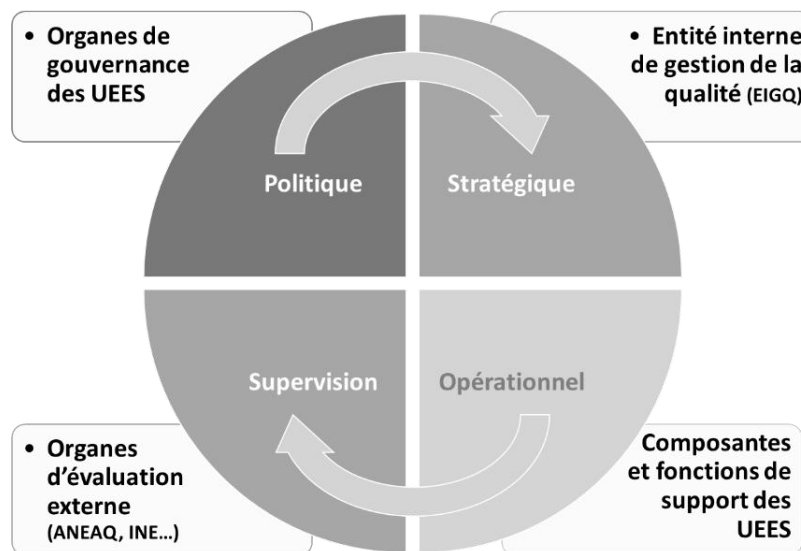 • Organes de
gouvernance
des UEES
• Entité interne
de gestion de la
qualité (EIGQ)
Politique
Stratégique
Supervision
Opérationnel
• Organes
d’évaluation
externe
(ANEAQ, INE…)
Composantes
et fonctions de
support des
UEES